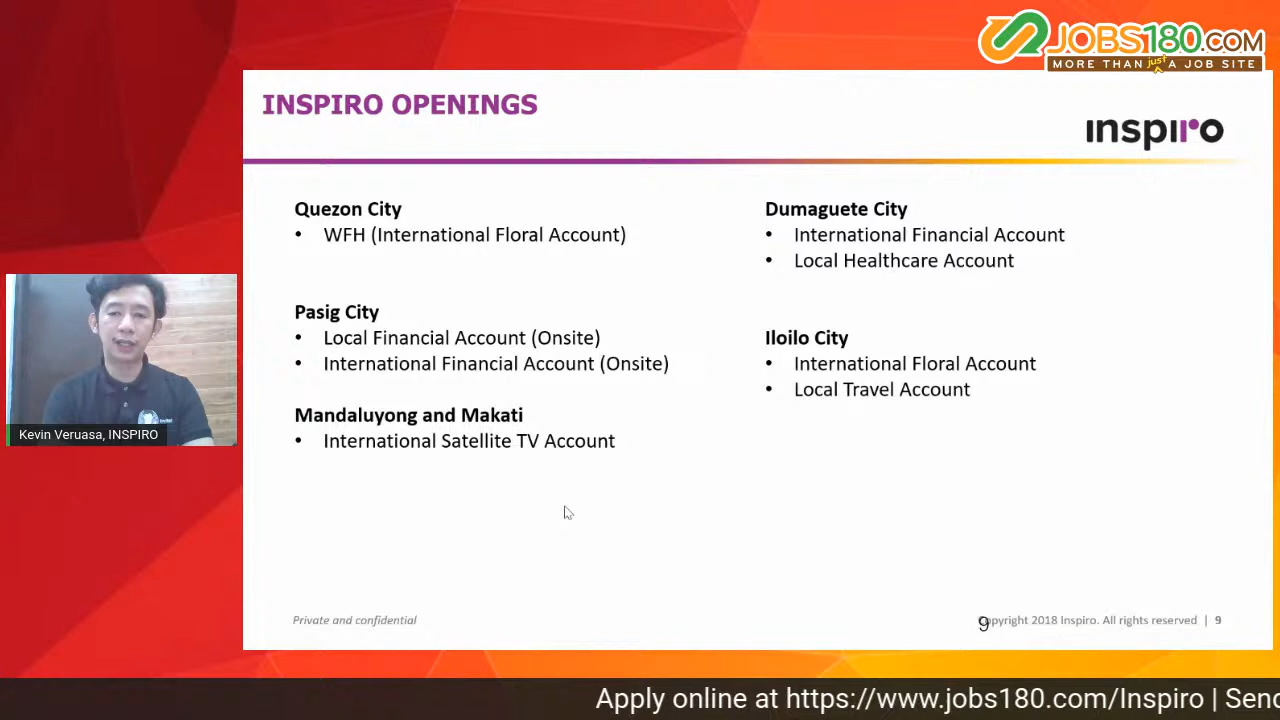 JOBS180.COM
MORE THAN just A JOB SITE
INSPIRO OPENINGS
inspiro
Quezon City
• WFH (International Floral Account)
Pasig City
• Local Financial Account (Onsite)
• International Financial Account (Onsite)
Mandaluyong and Makati
• International Satellite TV Account
Dumaguete City
• International Financial Account
• Local Healthcare Account
Iloilo City
• International Floral Account
• Local Travel Account
Kevin Veruasa, INSPIRO
Private and confidential
9
Copyright 2018 Inspiro. All rights reserved | 9
Apply online at https://www.jobs180.com/Inspiro | Send